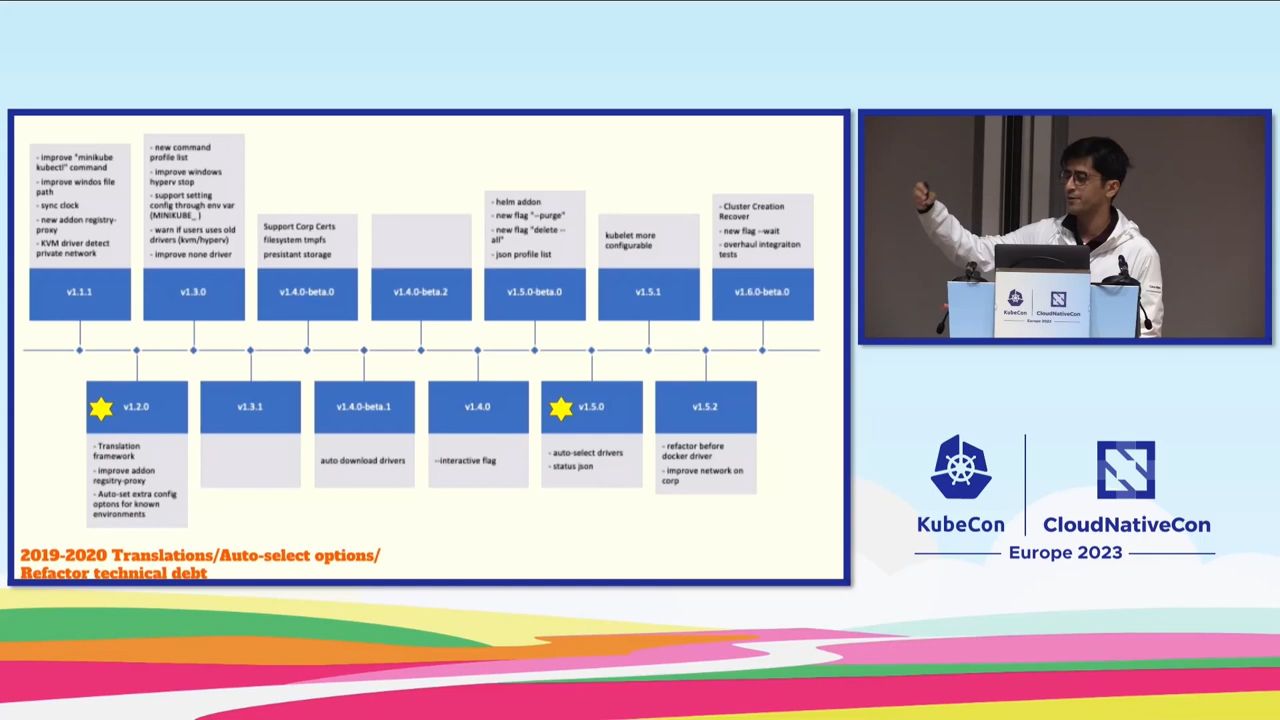 - improve "minikube
kubectl" command
- improve windos file
path
- sync clock
- new addon registry-
proxy
- KVM driver detect
private network
v1.1.1
- new command
profile list
- improve windows
hyperv stop
- support setting
config through env var
(MINIKUBE_ )
- warn if users uses old
drivers (kvm/hyperv)
- improve none driver
v1.3.0
Support Corp Certs
filesystem tmpfs
presistant storage
v1.4.0-beta.0
v1.4.0-beta.2
- helm addon
- new flag "--purge"
- new flag "delete --
all"
- json profile list
v1.5.0-beta.0
kubelet more
configurable
v1.5.1
- Cluster Creation
Recover
- new flag --wait
- overhaul integraiton
tests
v1.6.0-beta.0
v1.2.0
- Translation
framework
- improve addon
regsitry-proxy
- Auto-set extra config
optons for known
environments
v1.3.1
v1.4.0-beta.1
auto download drivers
v1.4.0
--interactive flag
v1.5.0
- auto-select drivers
- status json
v1.5.2
- refactor before
docker driver
- improve network on
corp
2019-2020 Translations/Auto-select options/
Refactor technical debt
KubeCon
CloudNativeCon
Europe 2023
KubeCon
CloudNativeCon
Europe 2023